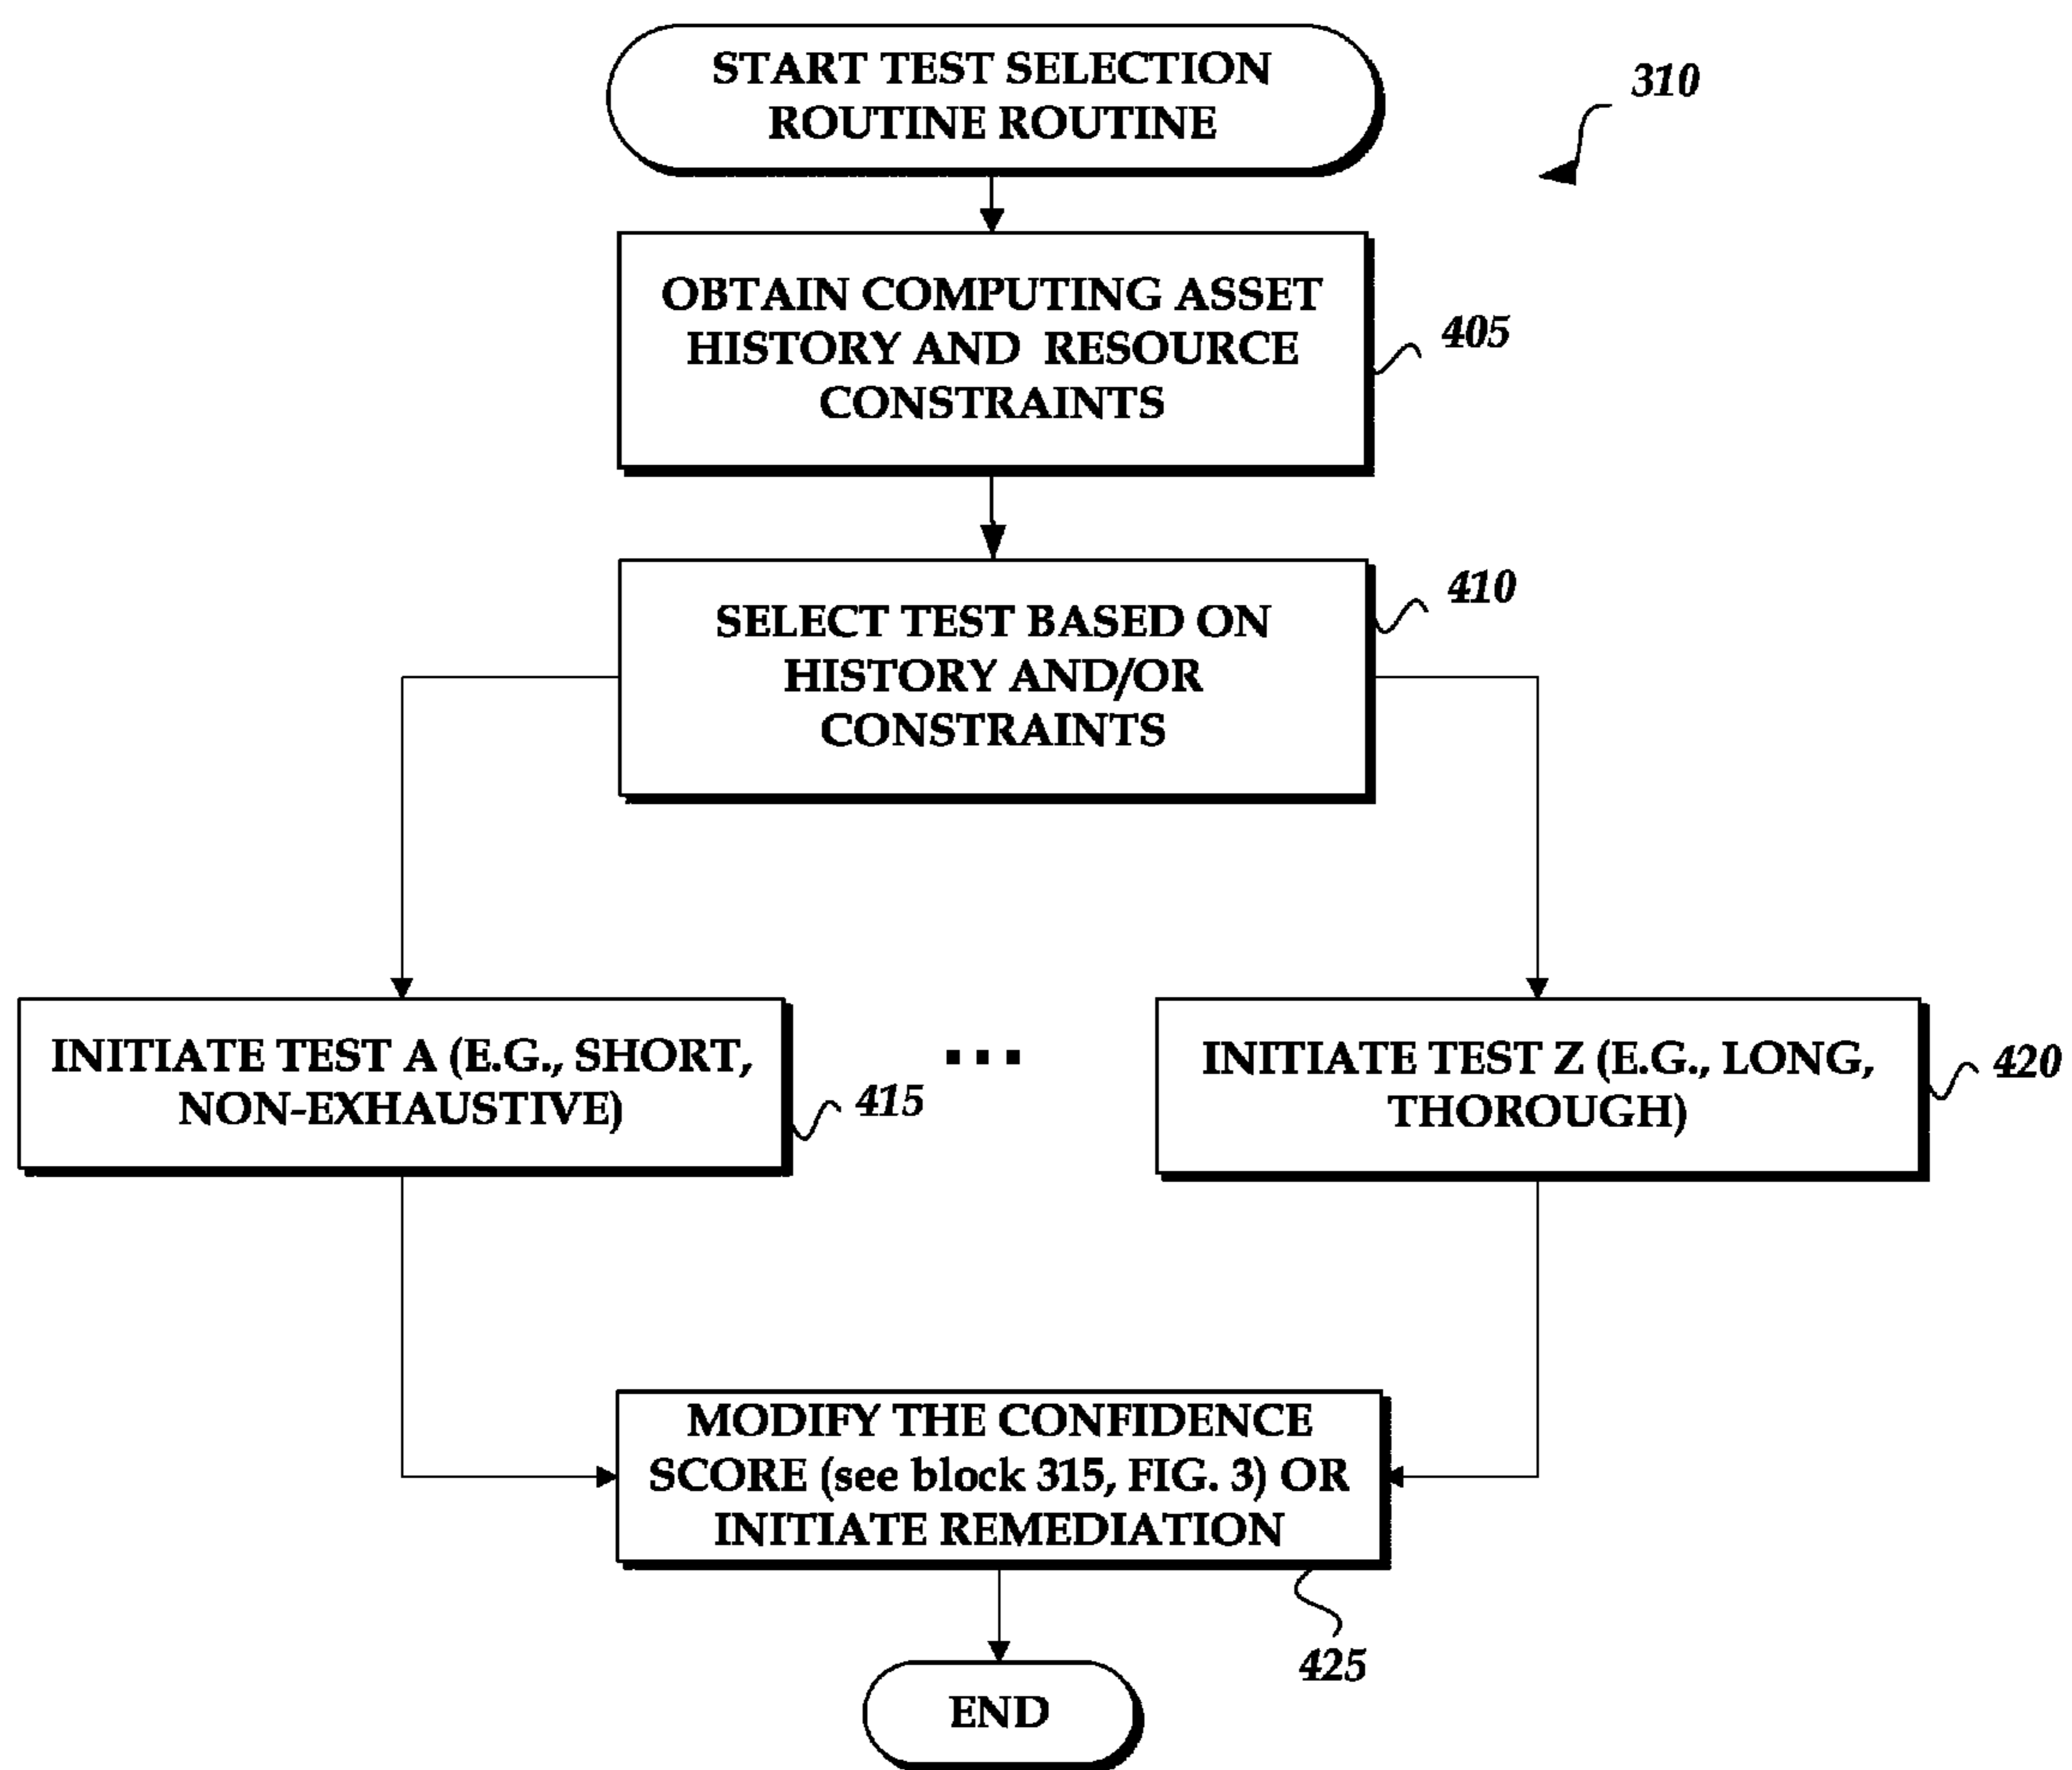 START TEST SELECTION
ROUTINE ROUTINE
310
OBTAIN COMPUTING ASSET
HISTORY AND RESOURCE
CONSTRAINTS
405
SELECT TEST BASED ON
HISTORY AND/OR
CONSTRAINTS
410
INITIATE TEST A (E.G., SHORT,
NON-EXHAUSTIVE)
415
...
INITIATE TEST Z (E.G., LONG,
THOROUGH)
420
MODIFY THE CONFIDENCE
SCORE (see block 315, FIG. 3) OR
INITIATE REMEDIATION
425
END